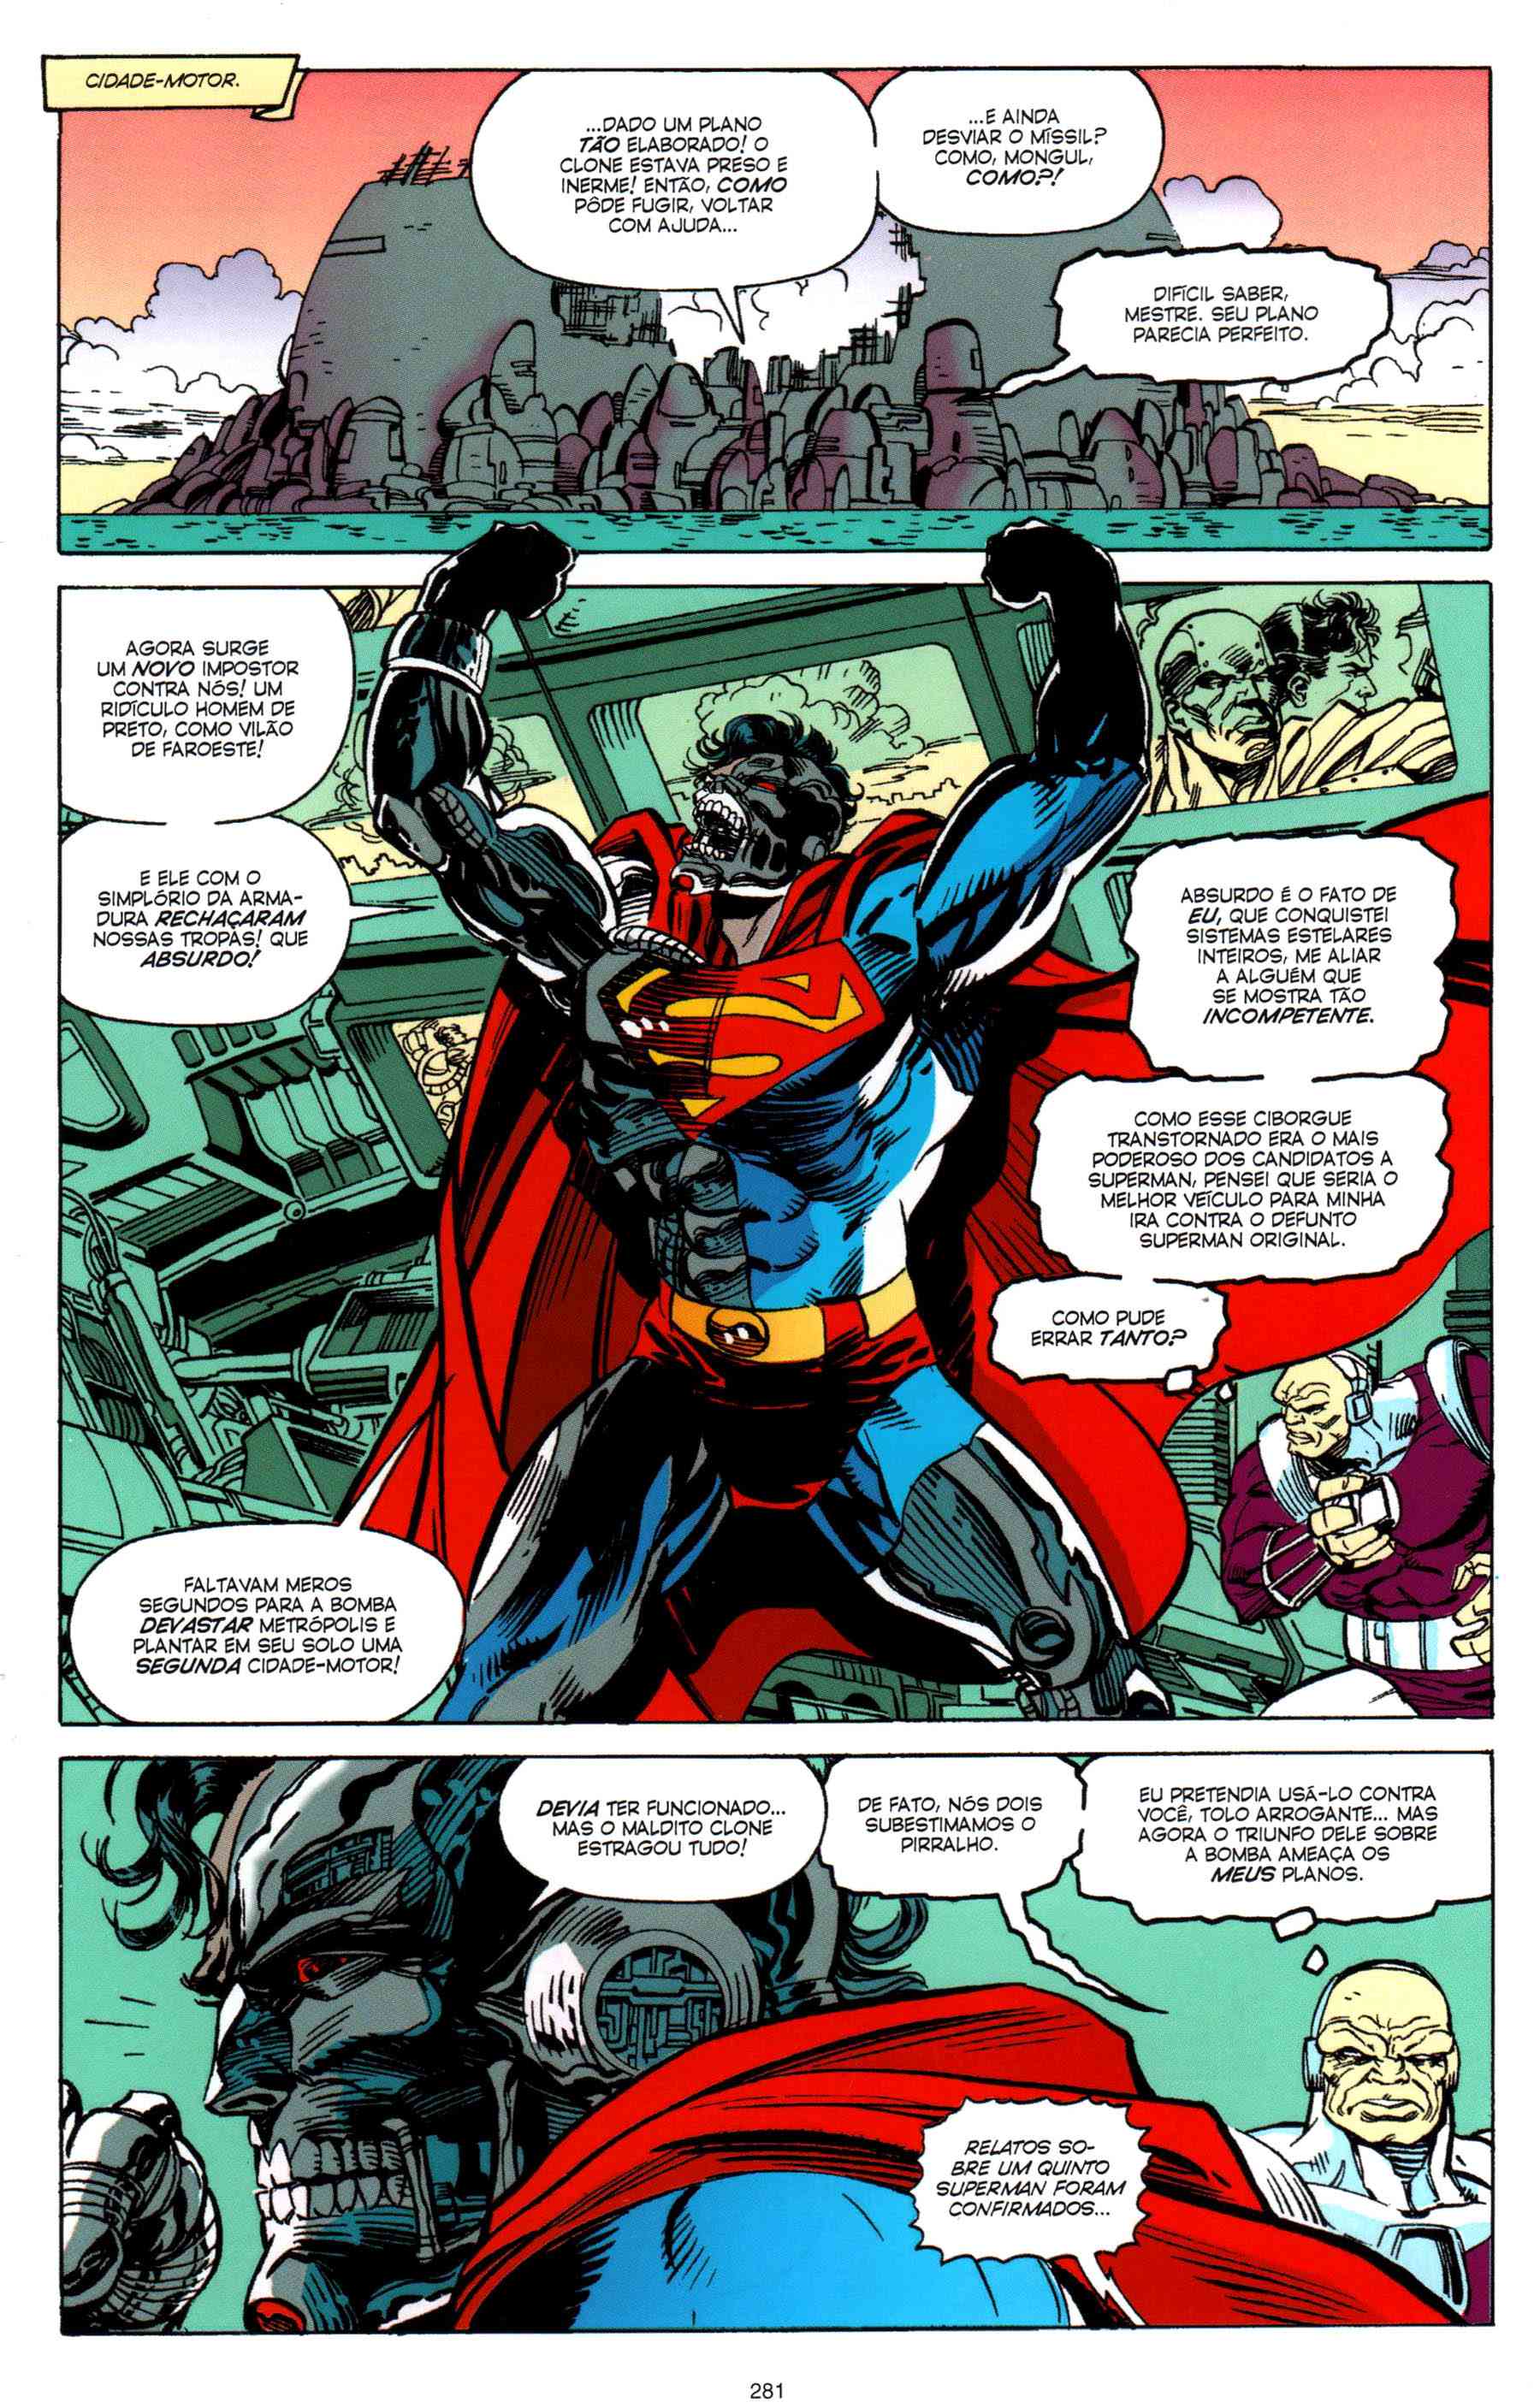 CIDADE-MOTOR.
...DADO UM PLANO
TÃO ELABORADO! O
CLONE ESTAVA PRESO E
INERME! ENTÃO, COMO
PÔDE FUGIR, VOLTAR
COM AJUDA...
...E AINDA
DESVIAR O MÍSSIL?
COMO, MONGUL,
COMO?!
DIFÍCIL SABER,
MESTRE. SEU PLANO
PARECIA PERFEITO.
AGORA SURGE
UM NOVO IMPOSTOR
CONTRA NÓS! UM
RIDÍCULO HOMEM DE
PRETO, COMO VILÃO
DE FAROESTE!
E ELE COM O
SIMPLÓRIO DA ARMA-
DURA RECHAÇARAM
NOSSAS TROPAS! QUE
ABSURDO!
ABSURDO É O FATO DE
EU, QUE CONQUISTEI
SISTEMAS ESTELARES
INTEIROS, ME ALIAR
A ALGUÉM QUE
SE MOSTRA TÃO
INCOMPETENTE.
COMO ESSE CIBORGUE
TRANSTORNADO ERA O MAIS
PODEROSO DOS CANDIDATOS A
SUPERMAN, PENSEI QUE SERIA O
MELHOR VEÍCULO PARA MINHA
IRA CONTRA O DEFUNTO
SUPERMAN ORIGINAL.
COMO PUDE
ERRAR TANTO?
FALTAVAM MEROS
SEGUNDOS PARA A BOMBA
DEVASTAR METRÓPOLIS E
PLANTAR EM SEU SOLO UMA
SEGUNDA CIDADE-MOTOR!
DEVIA TER FUNCIONADO...
MAS O MALDITO CLONE
ESTRAGOU TUDO!
DE FATO, NÓS DOIS
SUBESTIMAMOS O
PIRRALHO.
EU PRETENDIA USÁ-LO CONTRA
VOCÊ, TOLO ARROGANTE... MAS
AGORA O TRIUNFO DELE SOBRE
A BOMBA AMEAÇA OS
MEUS PLANOS.
RELATOS SO-
BRE UM QUINTO
SUPERMAN FORAM
CONFIRMADOS...
281